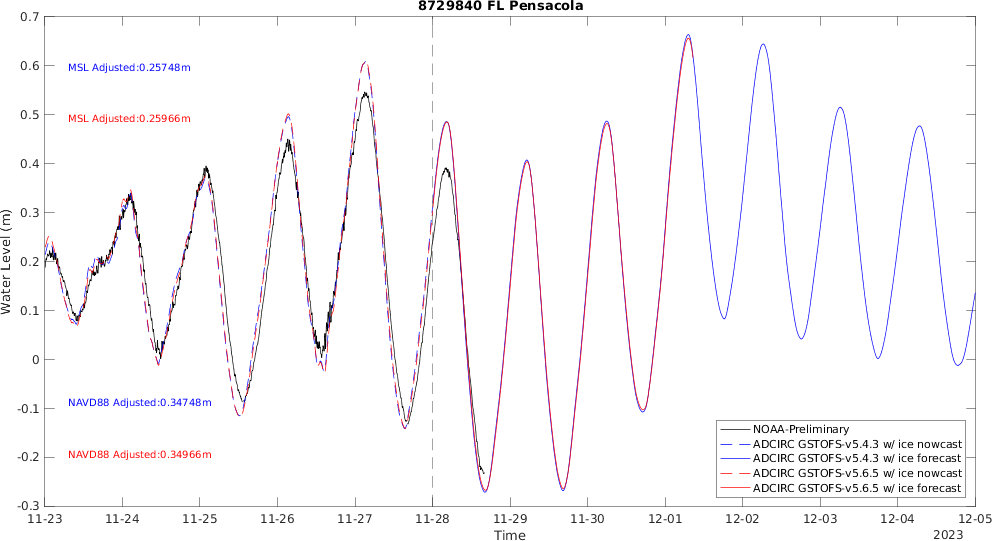 8729840 FL Pensacola
0.7
0.6
0.5
0.4
0.3
0.2
0.1
0
-0.1
-0.2
-0.3
Water Level (m)
MSL Adjusted:0.25748m
MSL Adjusted:0.25966m
NAVD88 Adjusted:0.34748m
NAVD88 Adjusted:0.34966m
NOAA-Preliminary
ADCIRC GSTOFS-v5.4.3 w/ ice nowcast
ADCIRC GSTOFS-v5.4.3 w/ ice forecast
ADCIRC GSTOFS-v5.6.5 w/ ice nowcast
ADCIRC GSTOFS-v5.6.5 w/ ice forecast
11-23 11-24 11-25 11-26 11-27 11-28 11-29 11-30 12-01 12-02 12-03 12-04 12-05
Time
2023